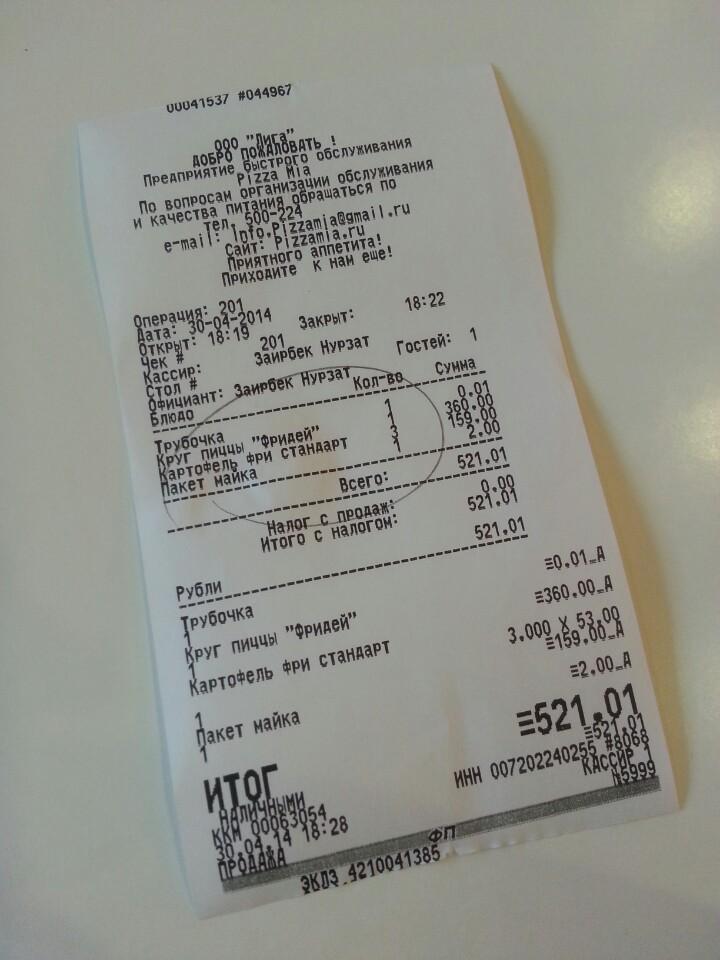 00041537 #044967
ООО "Лига"
ДОБРО ПОЖАЛОВАТЬ !
Предприятие быстрого обслуживания
Pizza Mia
По вопросам организации обслуживания
и качества питания обращаться по
тел. 500-224
e-mail: Info.Pizzamia@gmail.ru
Сайт: Pizzamia.ru
Приятного аппетита!
Приходите к нам еще!
Операция: 201
Дата: 30-04-2014
Открыт: 18:19 Закрыт: 18:22
Чек # 201
Кассир: Заирбек Нурзат
Стол # Гостей: 1
Официант: Заирбек Нурзат
Блюдо Кол-во Сумма
Трубочка 1 0.01
Круг пиццы "Фридей" 1 360.00
Картофель фри стандарт 3 159.00
Пакет майка 1 2.00
Всего: 521.01
Налог с продаж: 0.00
Итого с налогом: 521.01
Рубли 521.01
Трубочка
1 ≡0.01_А
Круг пиццы "Фридей"
1 ≡360.00_А
Картофель фри стандарт
3.000 X 53.00
≡159.00_А
1
Пакет майка
1 ≡2.00_А
ИТОГ ≡521.01
НАЛИЧНЫМИ ≡521.01
ККМ 00063054 ИНН 007202240255 #8068
30.04.14 18:28 КАССИР 1
ПРОДАЖА №5999
ФП
ЭКЛЗ 4210041385